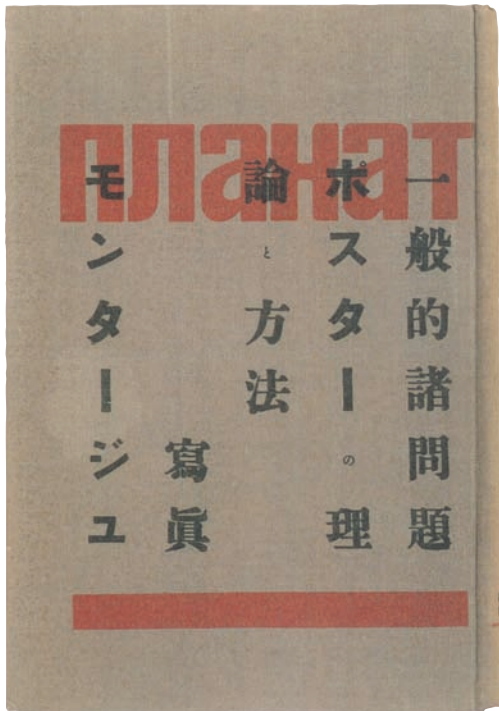 планат
一般的諸問題
ポスターの理
論と方法
寫眞
モンタージュ